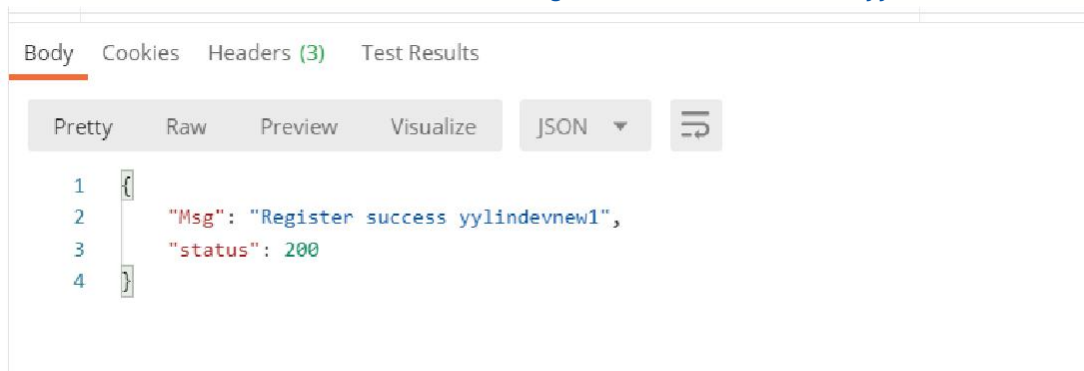 Body Cookies Headers (3) Test Results
Pretty Raw Preview Visualize JSON
1 {
2 "Msg": "Register success yylindevnew1",
3 "status": 200
4 }